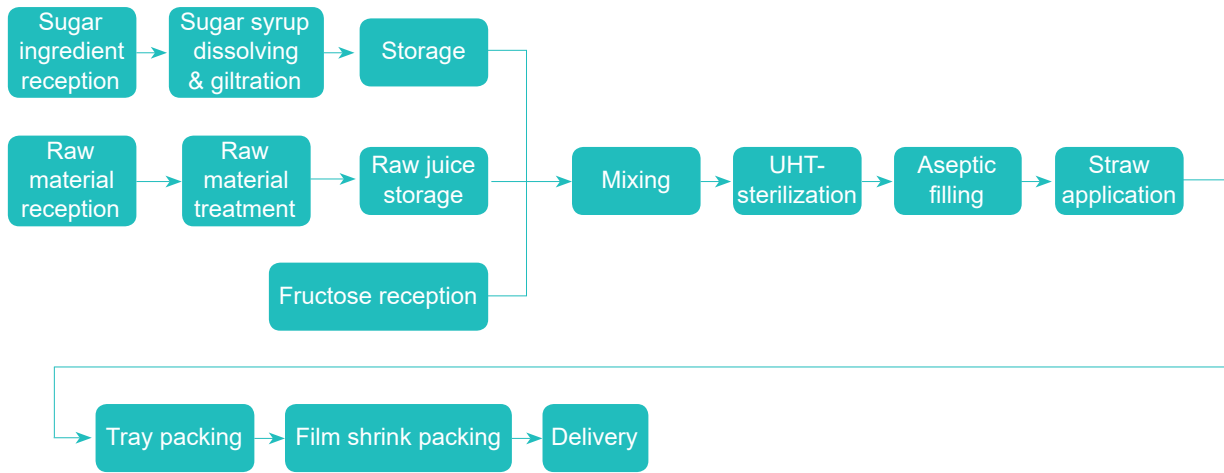 Sugar
ingredient
reception
Sugar syrup
dissolving
& giltration
Storage
Raw
material
reception
Raw
material
treatment
Raw juice
storage
Mixing
UHT-
sterilization
Aseptic
filling
Straw
application
Fructose reception
Tray packing
Film shrink packing
Delivery